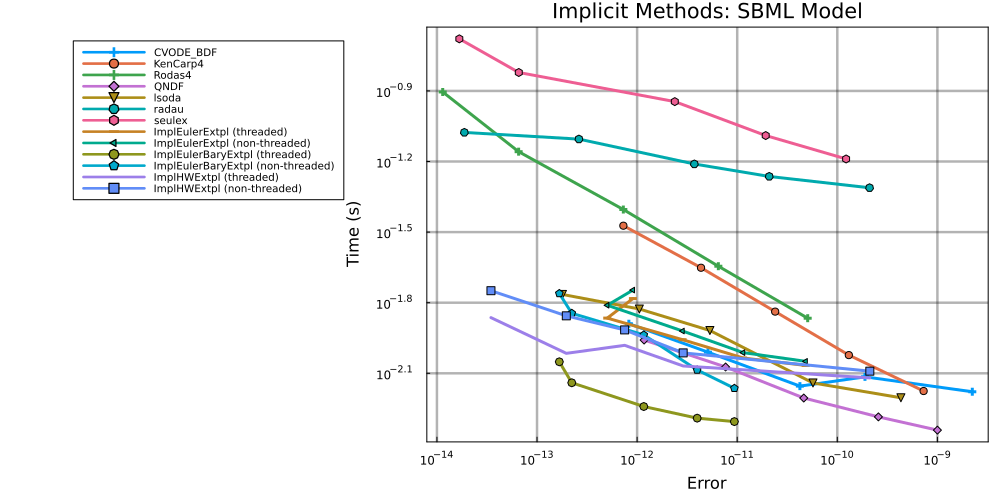 Implicit Methods: SBML Model
CVODE_BDF
KenCarp4
Rodas4
QNDF
lsoda
radau
seulex
ImplEulerExtpl (threaded)
ImplEulerExtpl (non-threaded)
ImplEulerBaryExtpl (threaded)
ImplEulerBaryExtpl (non-threaded)
ImplHWExtpl (threaded)
ImplHWExtpl (non-threaded)
Time (s)
10^-0.9
10^-1.2
10^-1.5
10^-1.8
10^-2.1
10^-14 10^-13 10^-12 10^-11 10^-10 10^-9
Error